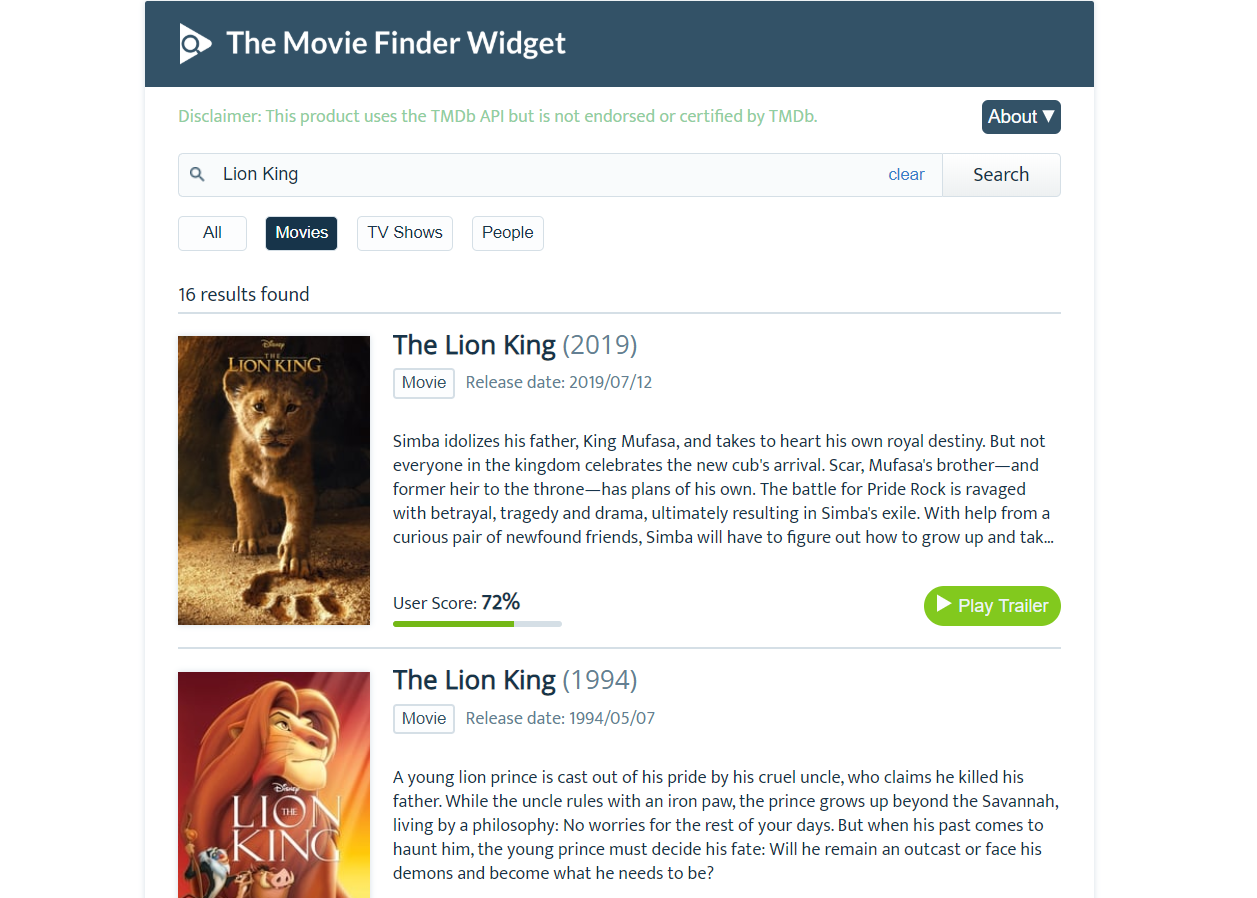 The Movie Finder Widget
Disclaimer: This product uses the TMDb API but is not endorsed or certified by TMDb.
About ▼
Lion King
clear
Search
All
Movies
TV Shows
People
16 results found
Disney
THE
LION KING
The Lion King (2019)
Movie
Release date: 2019/07/12
Simba idolizes his father, King Mufasa, and takes to heart his own royal destiny. But not
everyone in the kingdom celebrates the new cub's arrival. Scar, Mufasa's brother—and
former heir to the throne—has plans of his own. The battle for Pride Rock is ravaged
with betrayal, tragedy and drama, ultimately resulting in Simba's exile. With help from a
curious pair of newfound friends, Simba will have to figure out how to grow up and tak...
User Score: 72%
Play Trailer
Disney
THE
LION
KING
The Lion King (1994)
Movie
Release date: 1994/05/07
A young lion prince is cast out of his pride by his cruel uncle, who claims he killed his
father. While the uncle rules with an iron paw, the prince grows up beyond the Savannah,
living by a philosophy: No worries for the rest of your days. But when his past comes to
haunt him, the young prince must decide his fate: Will he remain an outcast or face his
demons and become what he needs to be?